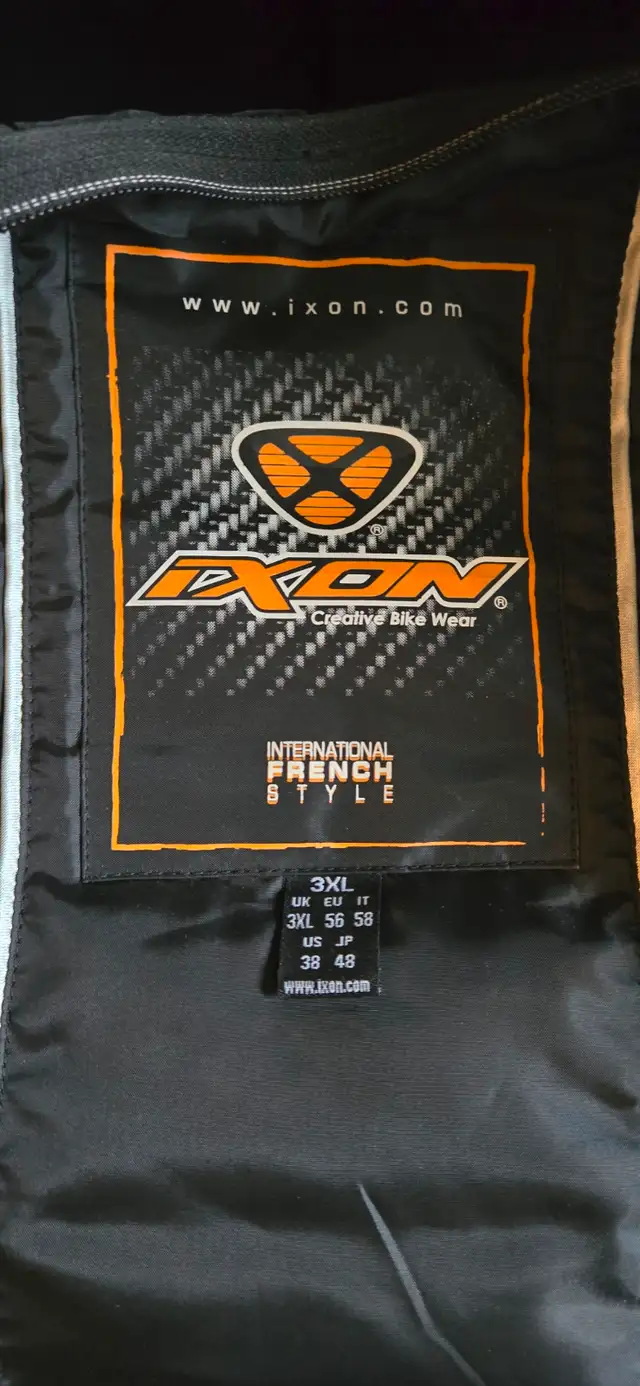 www.ixon.com
®
IXON®
Creative Bike Wear
INTERNATIONAL
FRENCH
STYLE
3XL
UK EU IT
3XL 56 58
US JP
38 48
www.ixon.com